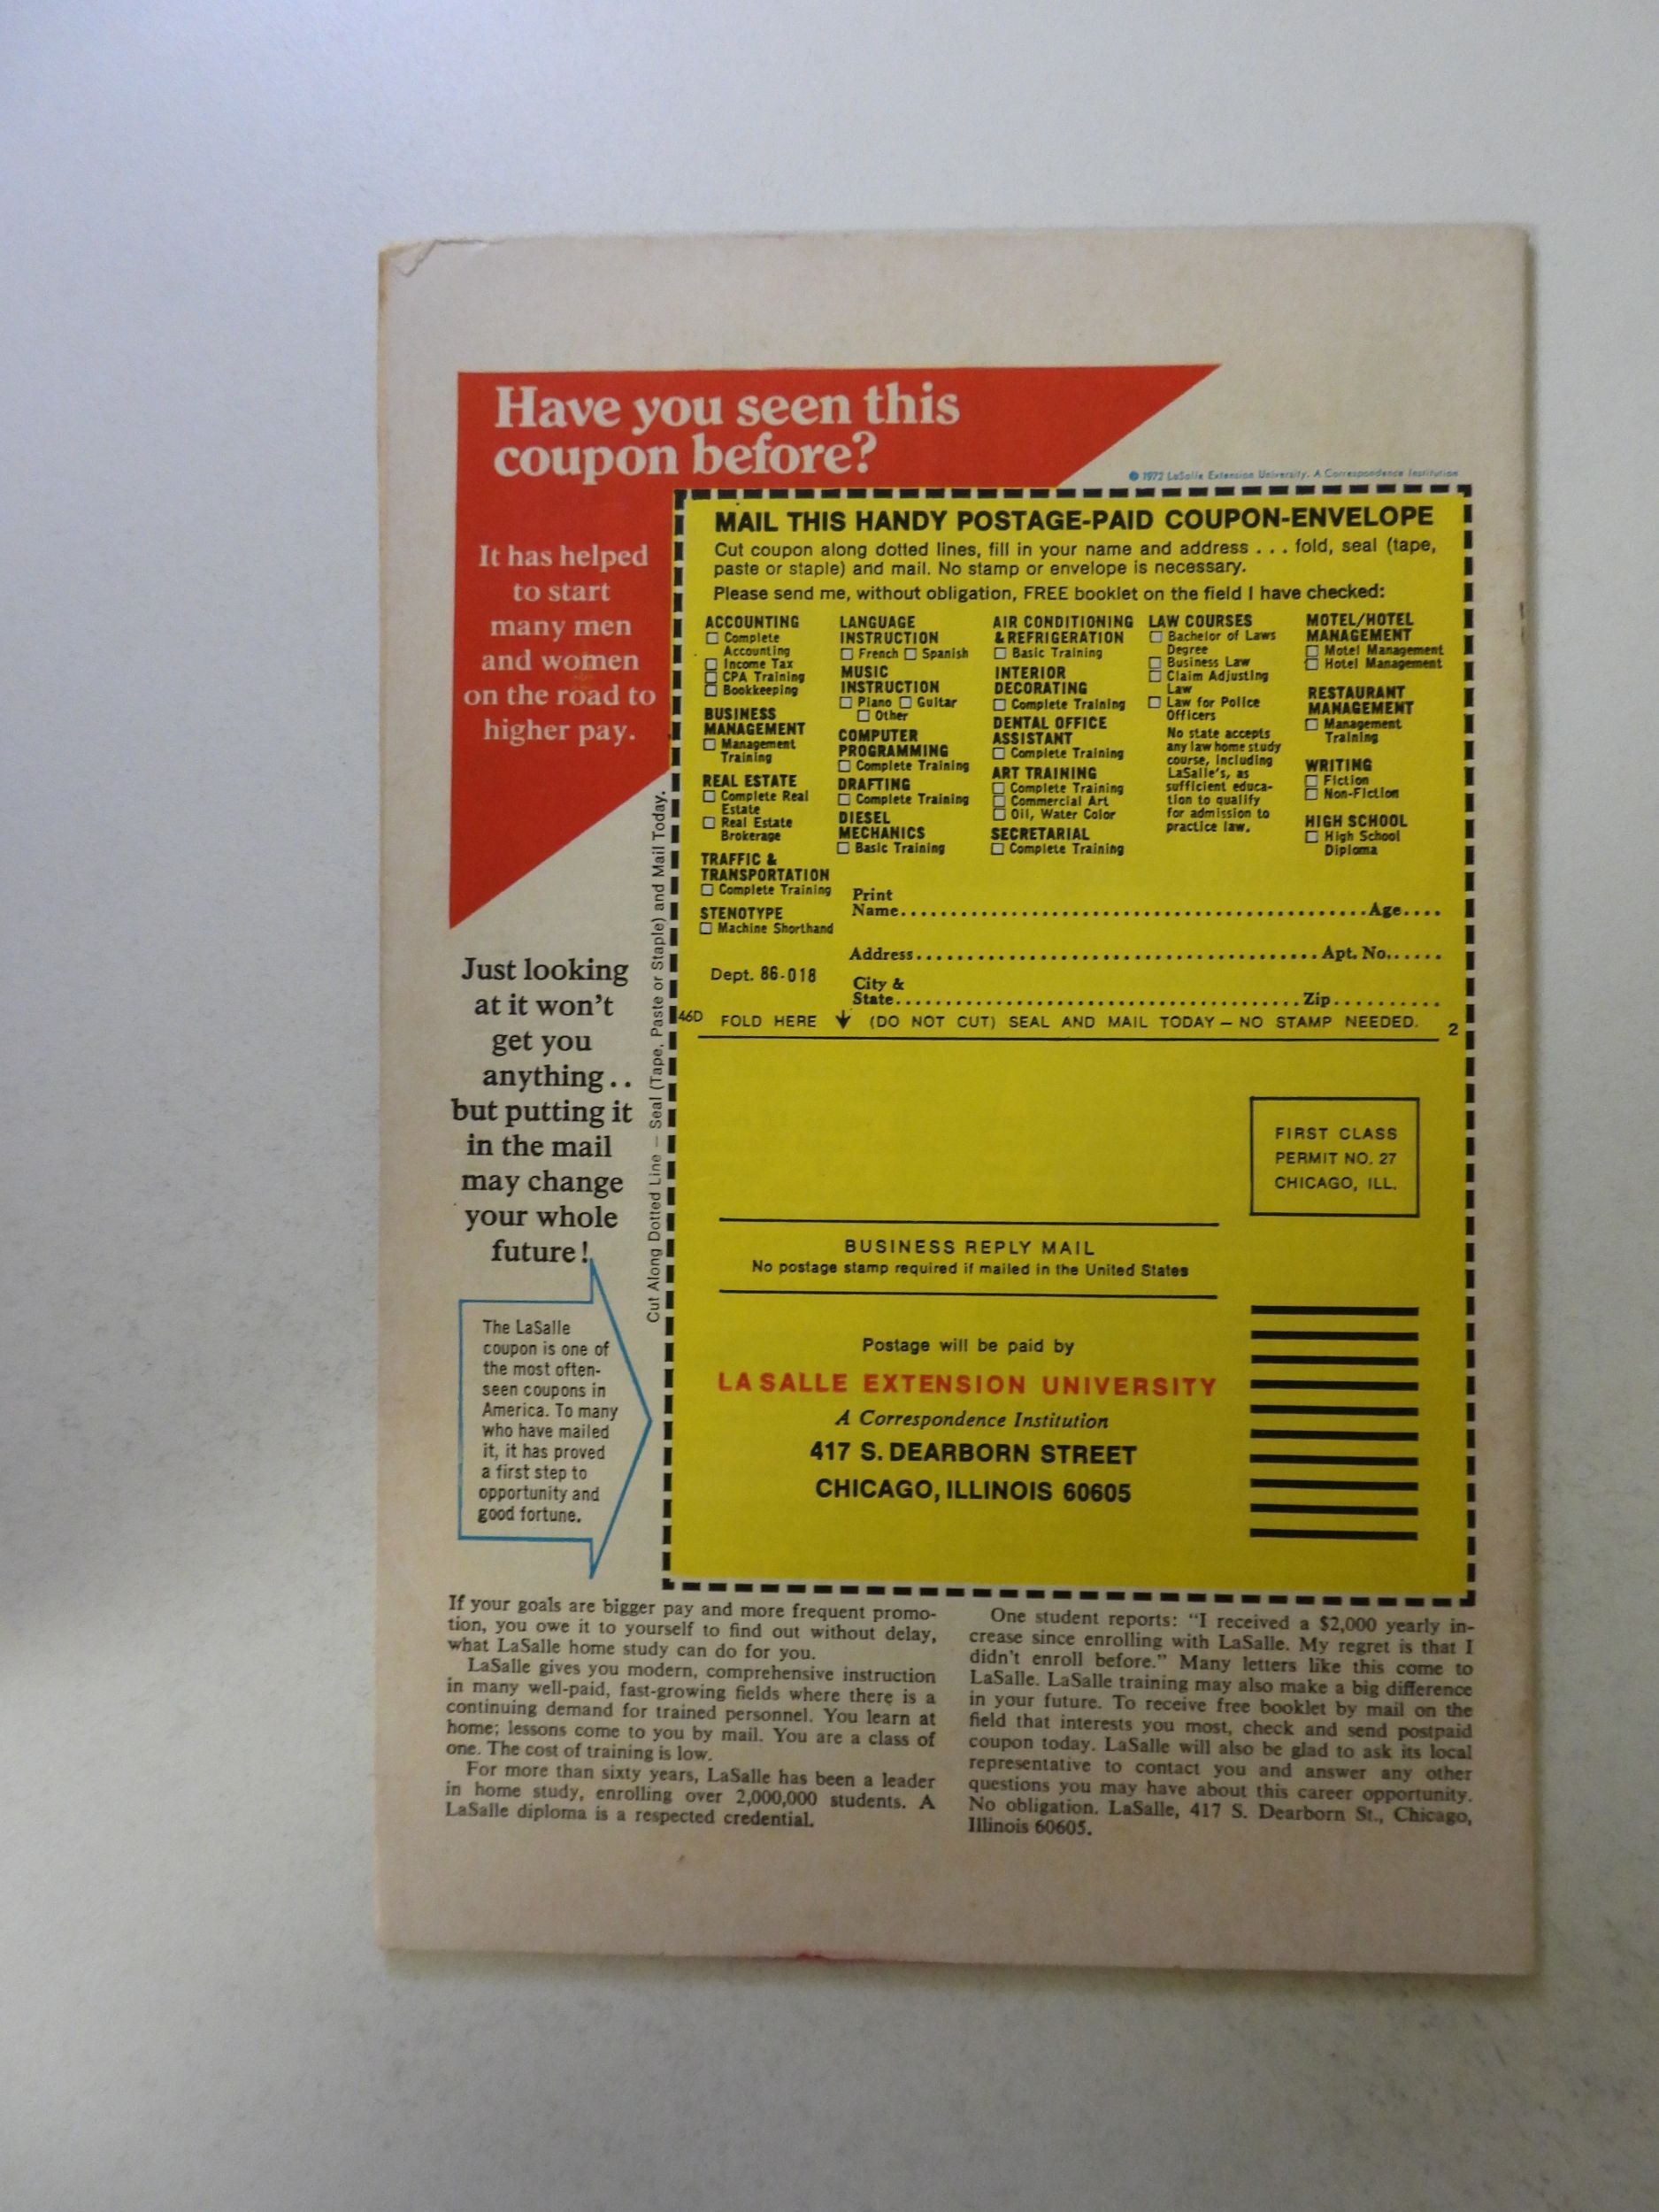 Have you seen this
coupon before?
© 1972 LaSalle Extension University. A Correspondence Institution
It has helped
to start
many men
and women
on the road to
higher pay.
Just looking
at it won't
get you
anything..
but putting it
in the mail
may change
your whole
future!
The LaSalle
coupon is one of
the most often-
seen coupons in
America. To many
who have mailed
it, it has proved
a first step to
opportunity and
good fortune.
Cut Along Dotted Line — Seal (Tape, Paste or Staple) and Mail Today.
MAIL THIS HANDY POSTAGE-PAID COUPON-ENVELOPE
Cut coupon along dotted lines, fill in your name and address . . . fold, seal (tape,
paste or staple) and mail. No stamp or envelope is necessary.
Please send me, without obligation, FREE booklet on the field I have checked:
ACCOUNTING
Complete
Accounting
Income Tax
CPA Training
Bookkeeping
BUSINESS
MANAGEMENT
Management
Training
REAL ESTATE
Complete Real
Estate
Real Estate
Brokerage
TRAFFIC &
TRANSPORTATION
Complete Training
STENOTYPE
Machine Shorthand
LANGUAGE
INSTRUCTION
French Spanish
MUSIC
INSTRUCTION
Piano Guitar
Other
COMPUTER
PROGRAMMING
Complete Training
DRAFTING
Complete Training
DIESEL
MECHANICS
Basic Training
AIR CONDITIONING
& REFRIGERATION
Basic Training
INTERIOR
DECORATING
Complete Training
DENTAL OFFICE
ASSISTANT
Complete Training
ART TRAINING
Complete Training
Commercial Art
Oil, Water Color
SECRETARIAL
Complete Training
LAW COURSES
Bachelor of Laws
Degree
Business Law
Claim Adjusting
Law
Law for Police
Officers
No state accepts
any law home study
course, including
LaSalle's, as
sufficient educa-
tion to qualify
for admission to
practice law.
MOTEL/HOTEL
MANAGEMENT
Motel Management
Hotel Management
RESTAURANT
MANAGEMENT
Management
Training
WRITING
Fiction
Non-Fiction
HIGH SCHOOL
High School
Diploma
Print
Name.....Age....
Address.....Apt. No......
Dept. 86-018
City &
State.....Zip..........
46D FOLD HERE ↓ (DO NOT CUT) SEAL AND MAIL TODAY — NO STAMP NEEDED. 2
FIRST CLASS
PERMIT NO. 27
CHICAGO, ILL.
BUSINESS REPLY MAIL
No postage stamp required if mailed in the United States
Postage will be paid by
LA SALLE EXTENSION UNIVERSITY
A Correspondence Institution
417 S. DEARBORN STREET
CHICAGO, ILLINOIS 60605
If your goals are bigger pay and more frequent promo-
tion, you owe it to yourself to find out without delay,
what LaSalle home study can do for you.
LaSalle gives you modern, comprehensive instruction
in many well-paid, fast-growing fields where there is a
continuing demand for trained personnel. You learn at
home; lessons come to you by mail. You are a class of
one. The cost of training is low.
For more than sixty years, LaSalle has been a leader
in home study, enrolling over 2,000,000 students. A
LaSalle diploma is a respected credential.
One student reports: "I received a $2,000 yearly in-
crease since enrolling with LaSalle. My regret is that I
didn't enroll before." Many letters like this come to
LaSalle. LaSalle training may also make a big difference
in your future. To receive free booklet by mail on the
field that interests you most, check and send postpaid
coupon today. LaSalle will also be glad to ask its local
representative to contact you and answer any other
questions you may have about this career opportunity.
No obligation. LaSalle, 417 S. Dearborn St., Chicago,
Illinois 60605.